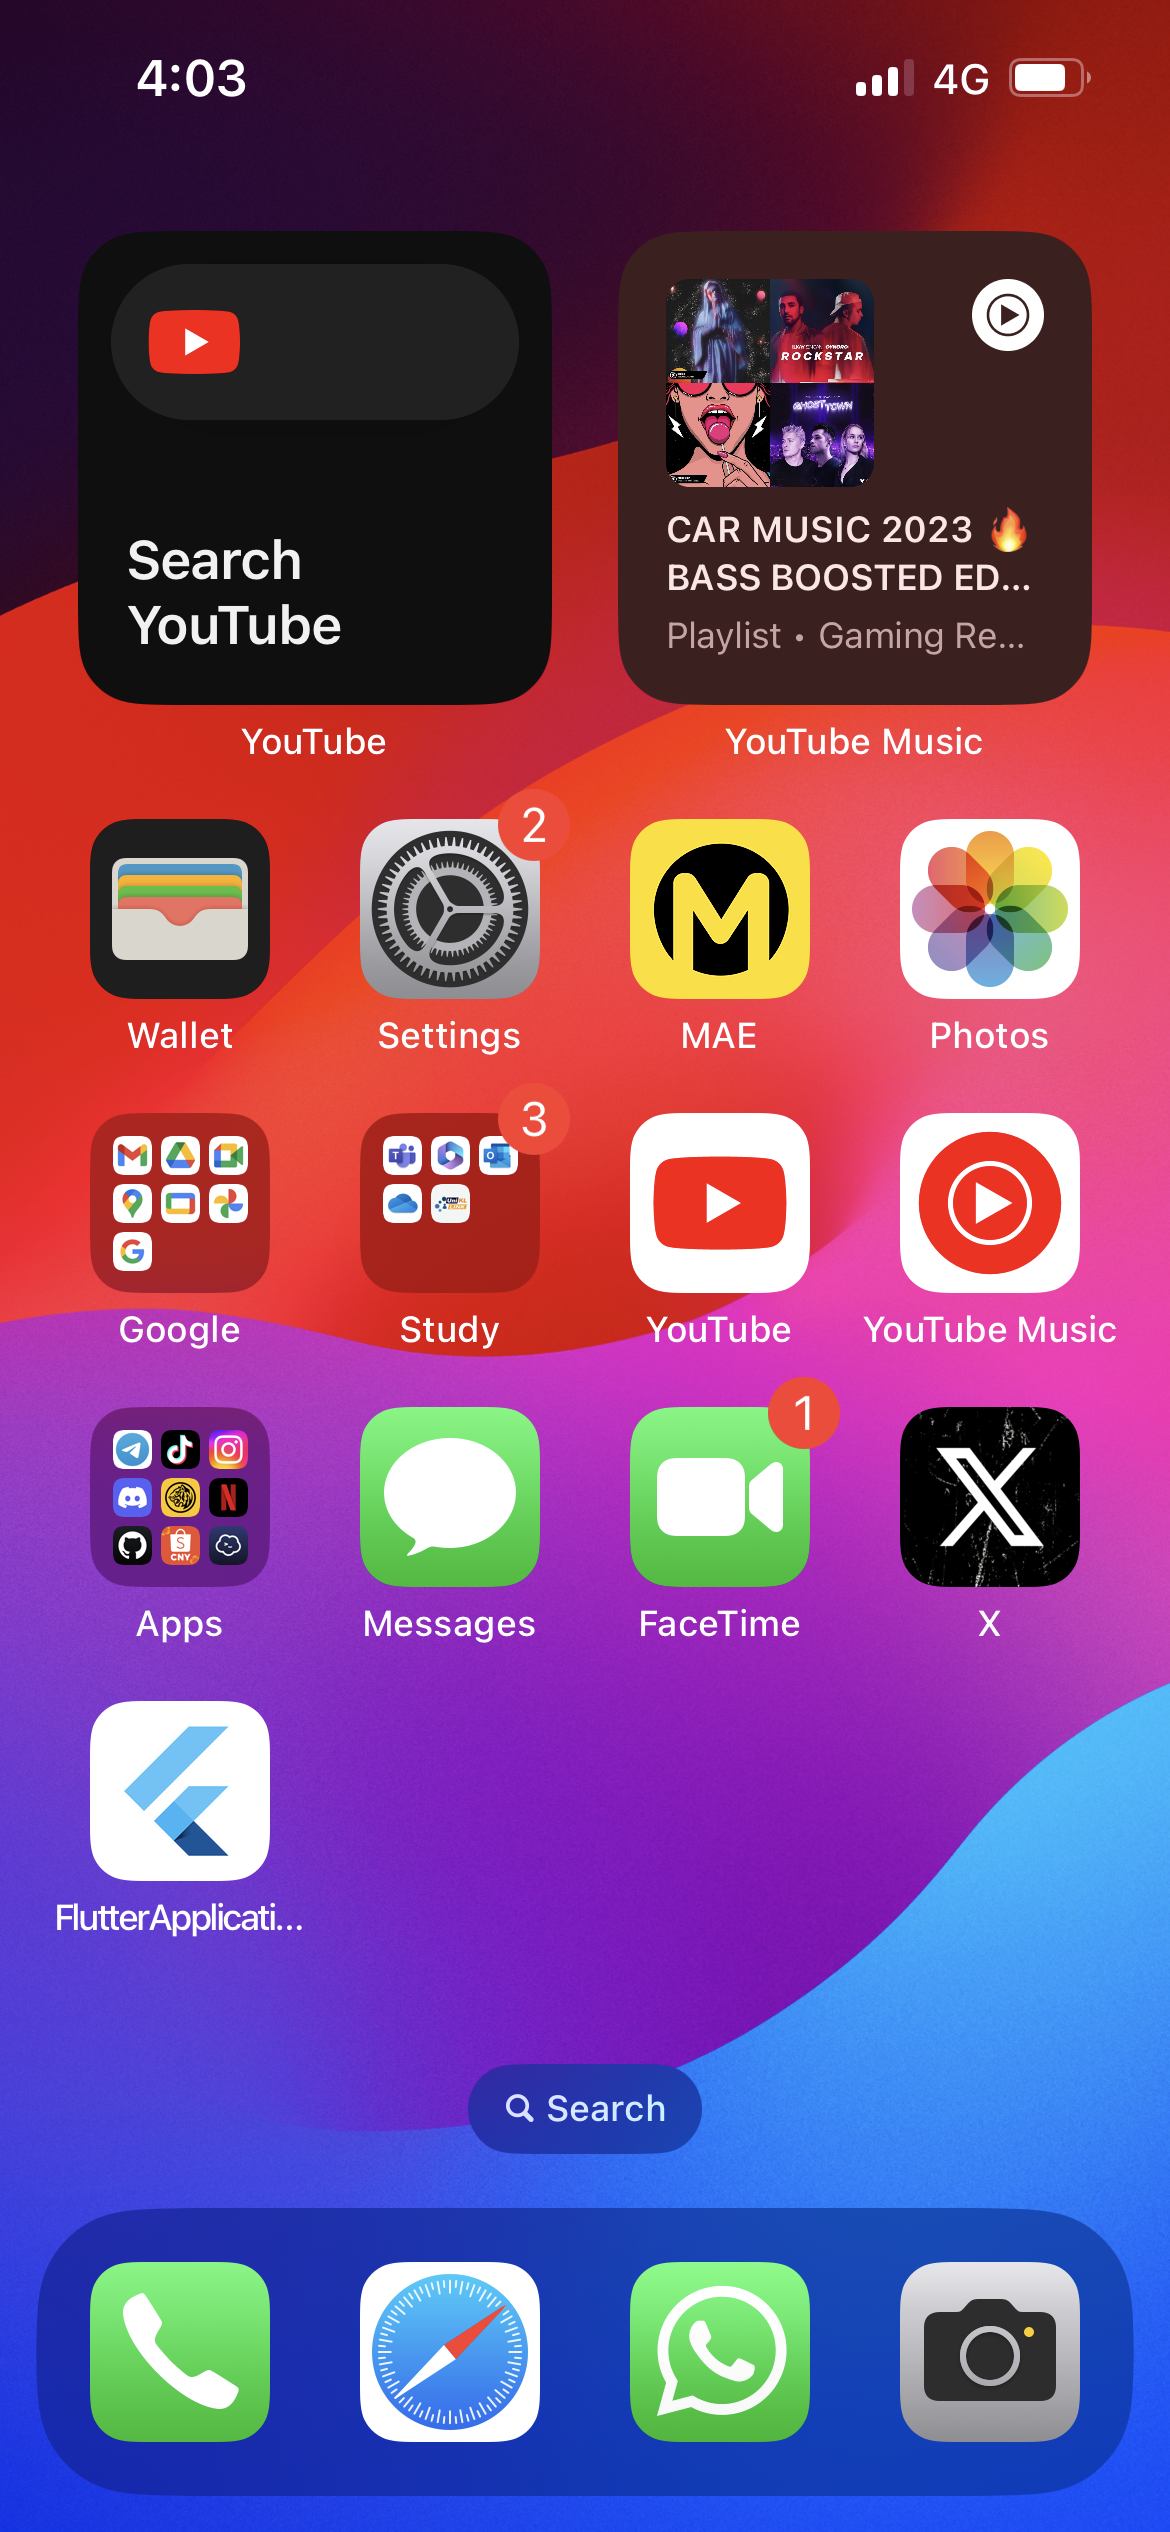 4:03
4G
ROCKSTAR
GHOST TOWN
Search
YouTube
CAR MUSIC 2023 🔥
BASS BOOSTED ED...
Playlist • Gaming Re...
YouTube
YouTube Music
2
Wallet
Settings
MAE
Photos
3
Google
Study
YouTube
YouTube Music
1
CNY
Apps
Messages
FaceTime
X
FlutterApplicati...
Search